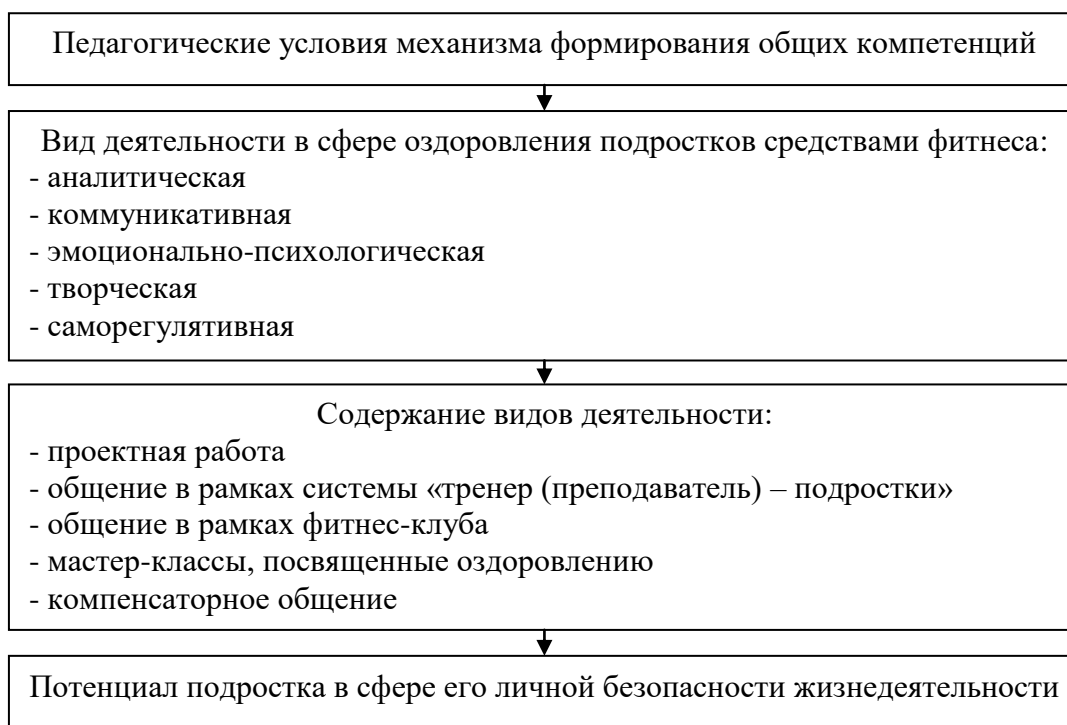 Педагогические условия механизма формирования общих компетенций
Вид деятельности в сфере оздоровления подростков средствами фитнеса:
- аналитическая
- коммуникативная
- эмоционально-психологическая
- творческая
- саморегулятивная
Содержание видов деятельности:
- проектная работа
- общение в рамках системы «тренер (преподаватель) – подростки»
- общение в рамках фитнес-клуба
- мастер-классы, посвященные оздоровлению
- компенсаторное общение
Потенциал подростка в сфере его личной безопасности жизнедеятельности